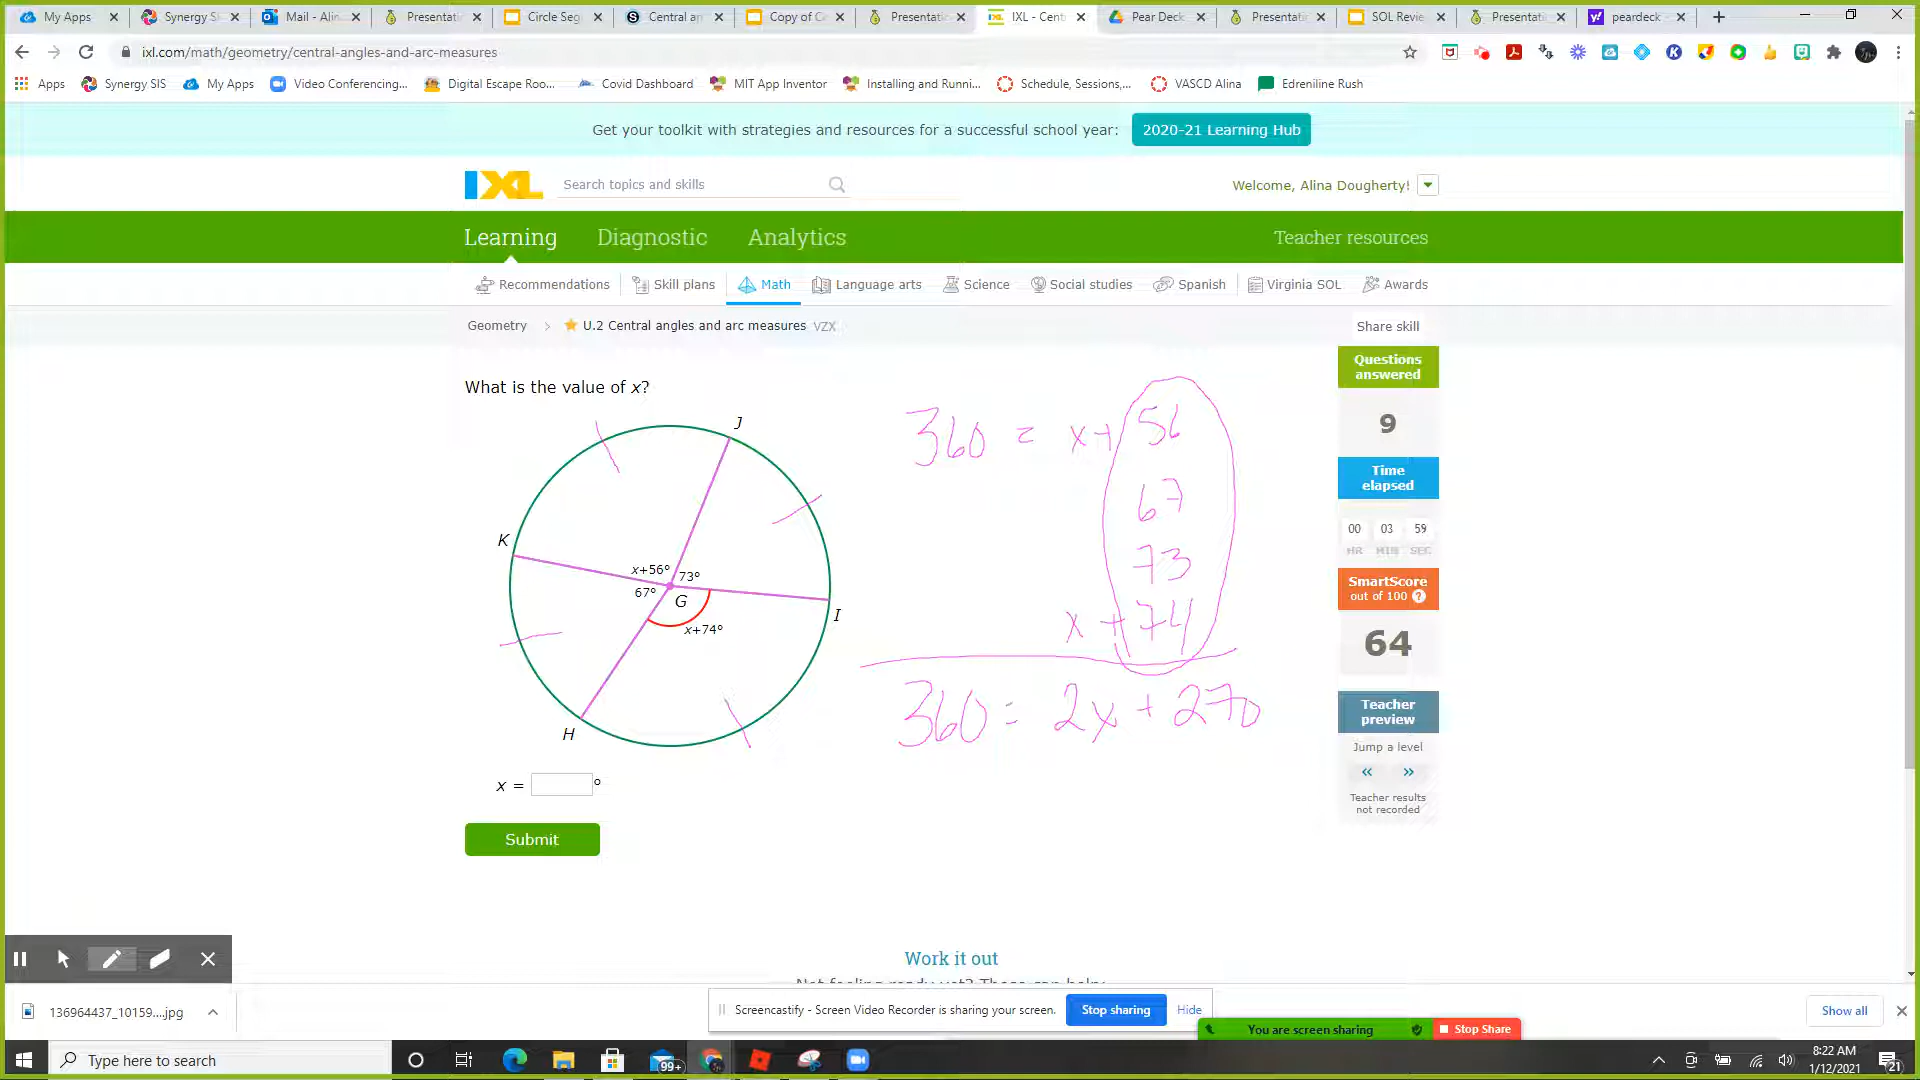 My Apps
Synergy S
Mail - Alin
Presentati
Circle Seg
Central an
Copy of C
Presentati
IXL - Cent
Pear Deck
Presentati
SOL Revie
Presentati
peardeck
ixl.com/math/geometry/central-angles-and-arc-measures
Apps
Synergy SIS
My Apps
Video Conferencing...
Digital Escape Roo...
Covid Dashboard
MIT App Inventor
Installing and Runni...
Schedule, Sessions,...
VASCD Alina
Edreniline Rush
Get your toolkit with strategies and resources for a successful school year:
2020-21 Learning Hub
IXL
Search topics and skills
Welcome, Alina Dougherty!
Learning
Diagnostic
Analytics
Teacher resources
Recommendations
Skill plans
Math
Language arts
Science
Social studies
Spanish
Virginia SOL
Awards
Geometry > U.2 Central angles and arc measures VZX
Share skill
What is the value of x?
J
K
x+56°
73°
67°
G
I
x+74°
H
360 = x + 56
67
73
x + 74
360 = 2x + 270
x = °
Submit
Questions answered
9
Time elapsed
00 03 59
HR MIN SEC
SmartScore
out of 100 ?
64
Teacher preview
Jump a level
« »
Teacher results not recorded
Work it out
136964437_10159....jpg
Screencastify - Screen Video Recorder is sharing your screen.
Stop sharing
Hide
Show all
You are screen sharing
Stop Share
Type here to search
99+
8:22 AM
1/12/2021
21